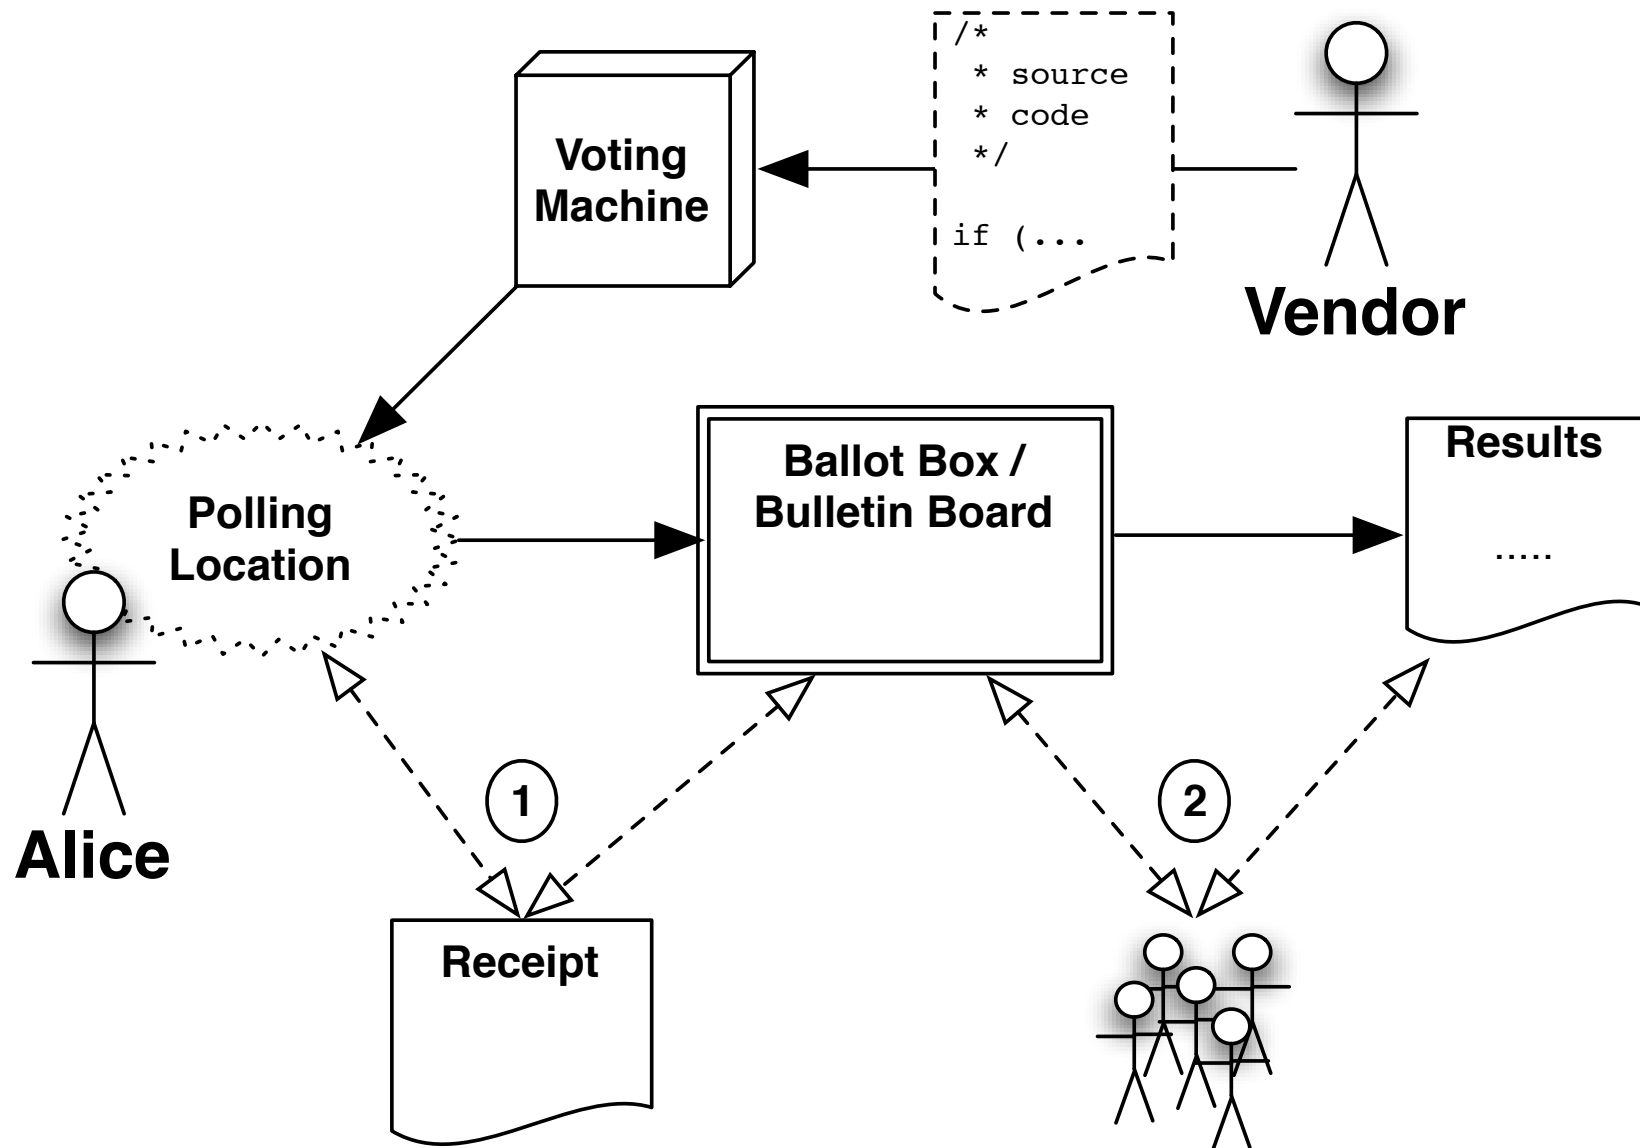 /*
 * source
 * code
 */
if (...
Voting
Machine
Vendor
Polling
Location
Ballot Box /
Bulletin Board
Results
.....
Alice
1
2
Receipt